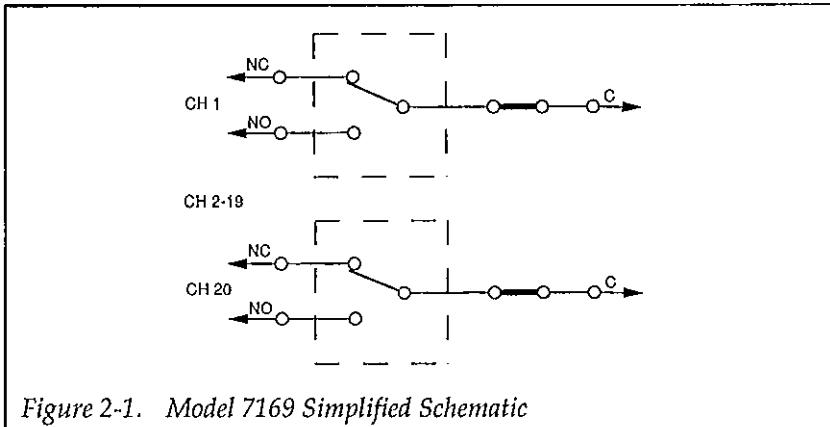 NC
CH 1
C
NO
CH 2-19
NC
CH 20
C
NO
Figure 2-1. Model 7169 Simplified Schematic